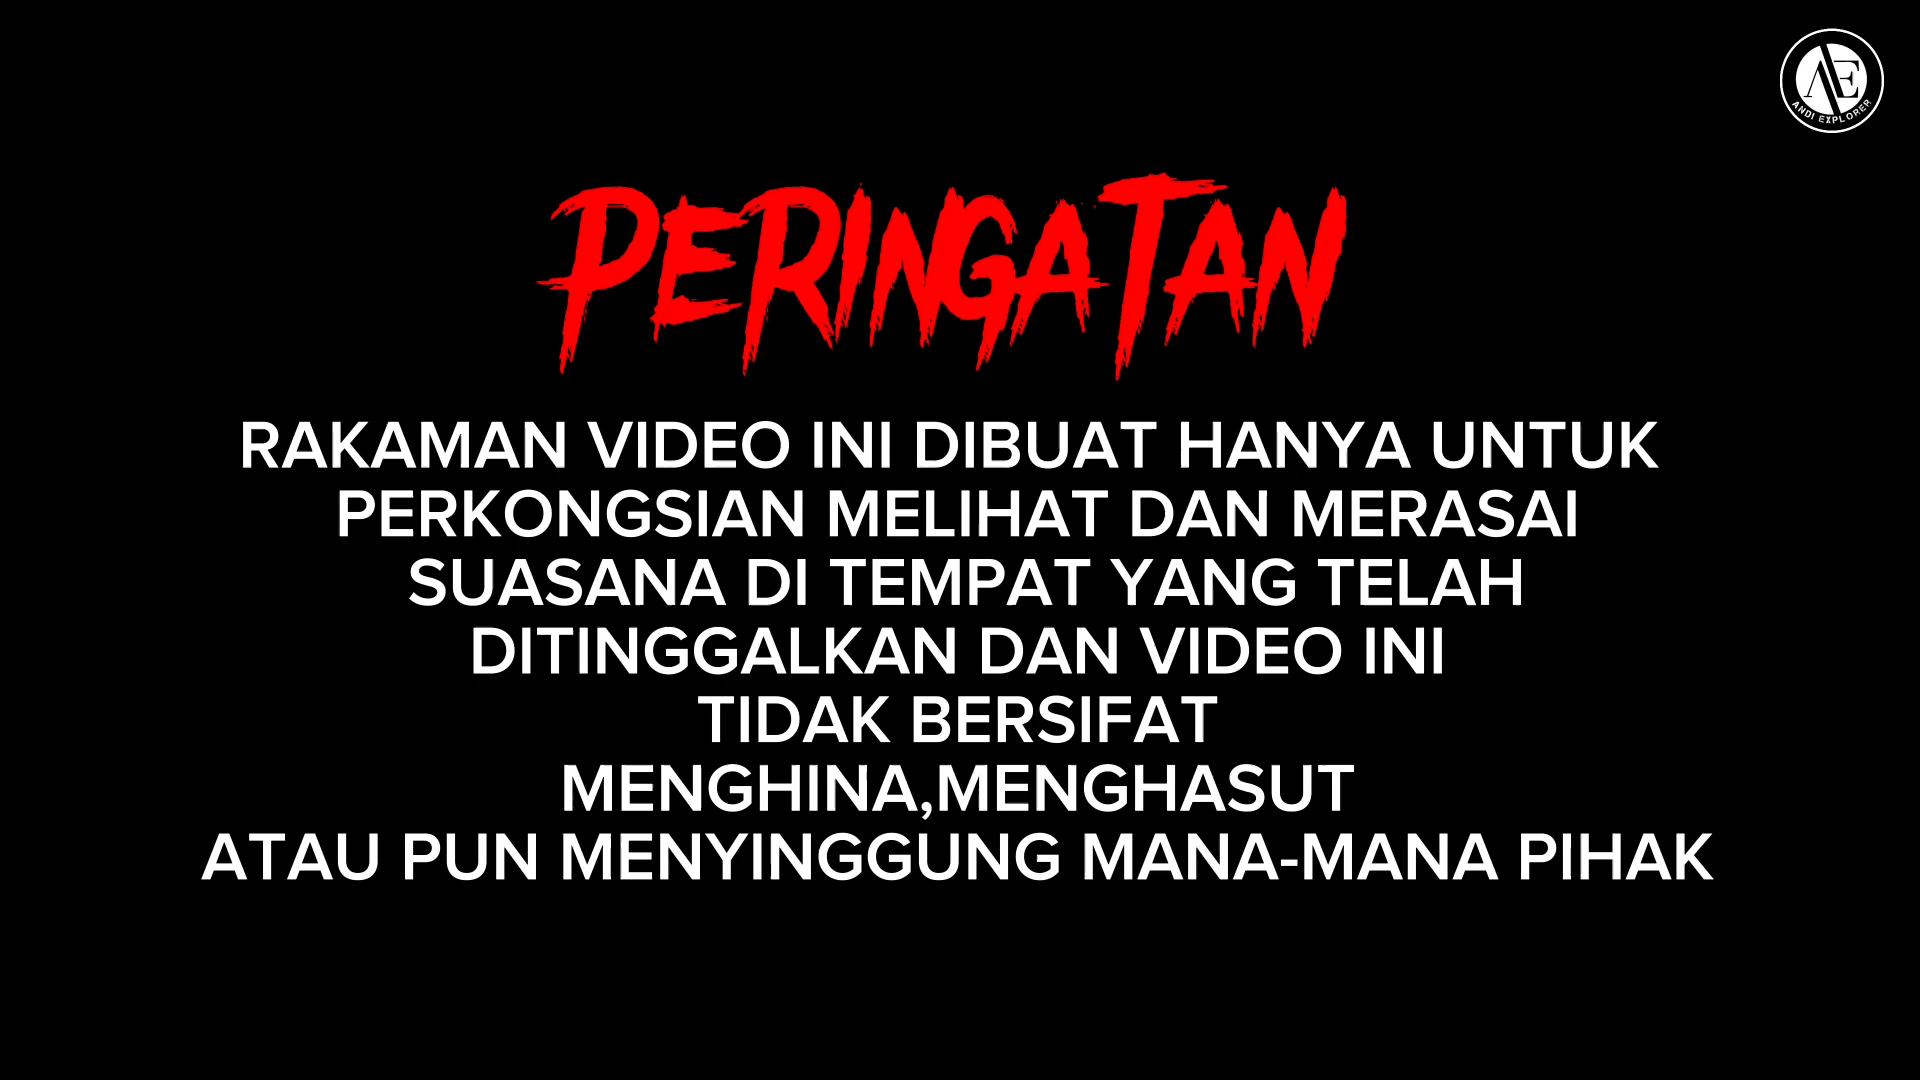 AE
ANDI EXPLORER
PERINGATAN
RAKAMAN VIDEO INI DIBUAT HANYA UNTUK
PERKONGSIAN MELIHAT DAN MERASAI
SUASANA DI TEMPAT YANG TELAH
DITINGGALKAN DAN VIDEO INI
TIDAK BERSIFAT
MENGHINA,MENGHASUT
ATAU PUN MENYINGGUNG MANA-MANA PIHAK